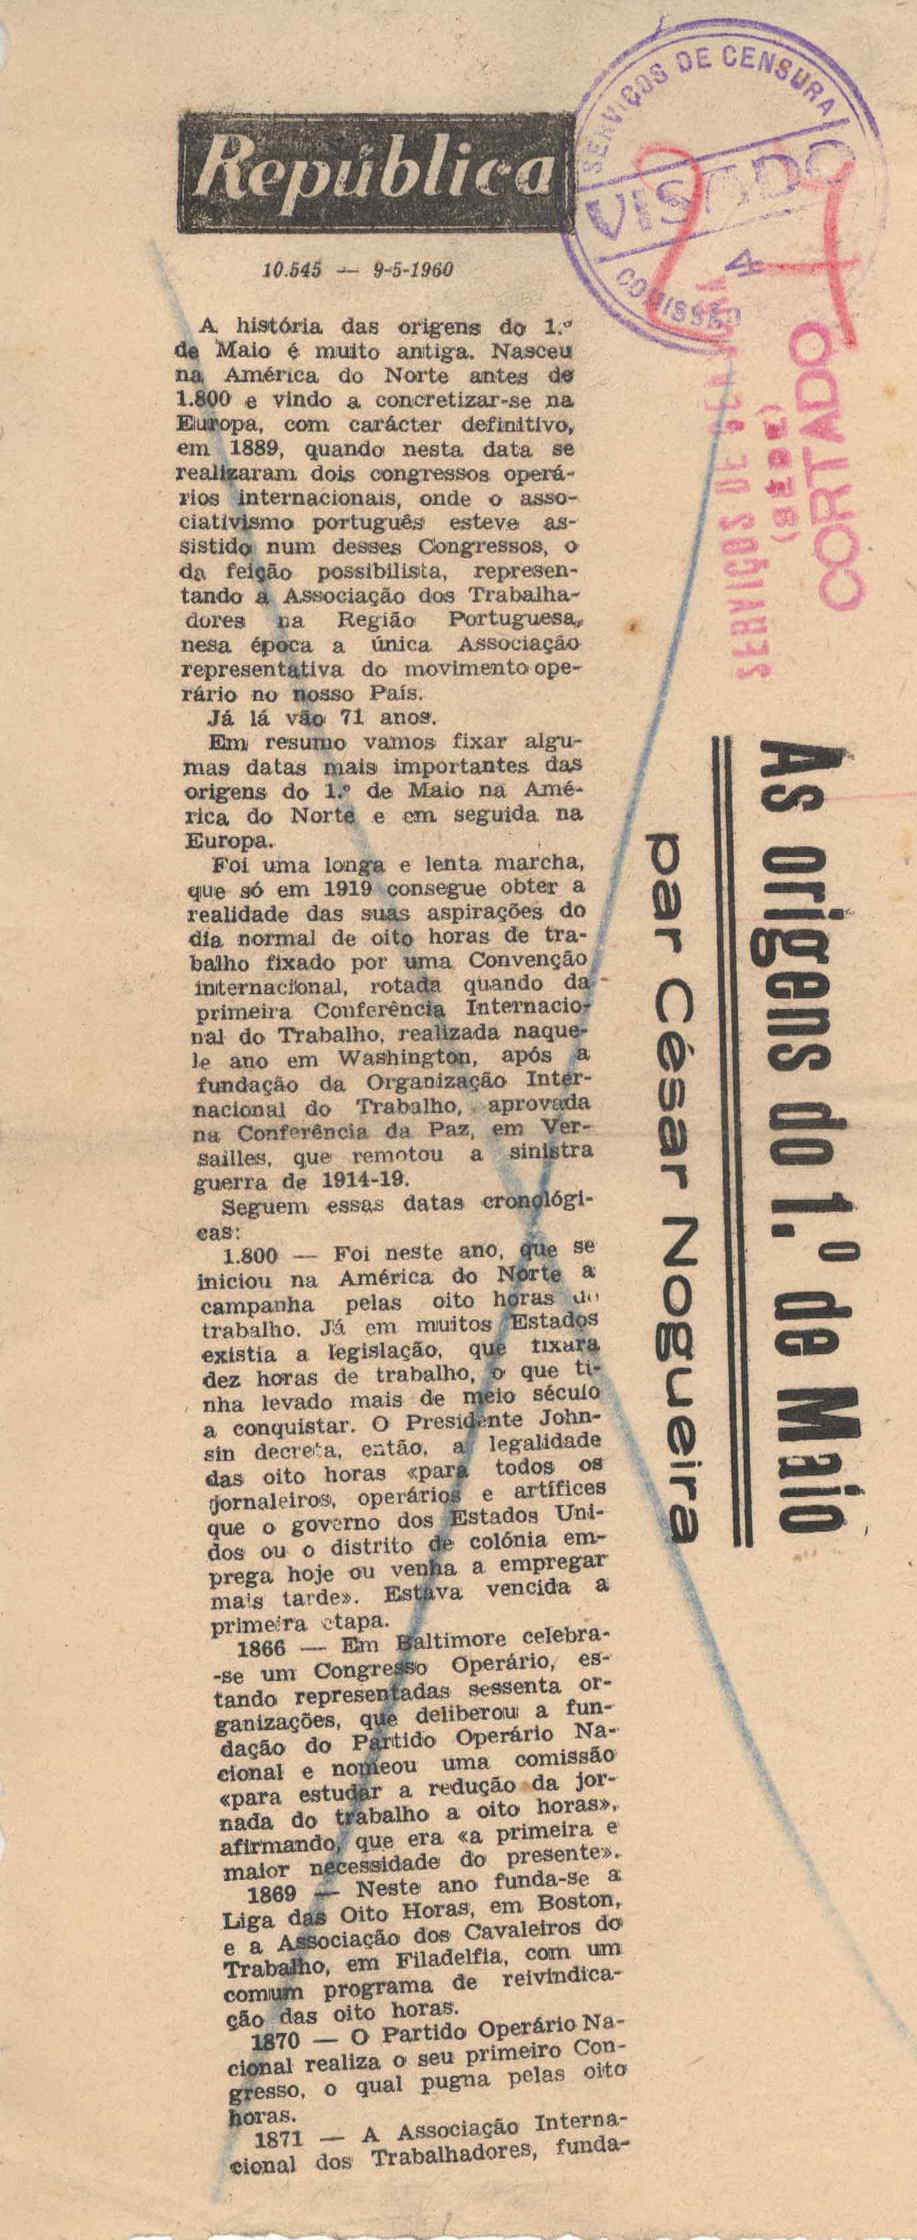 República
SERVIÇOS DE CENSURA
VISADO
COMISSÃO
10.545 — 9-5-1960
CORTADO
SERVIÇOS DE
As origens do 1.º de Maio
par César Nogueira
A história das origens do 1.º
de Maio é muito antiga. Nasceu
na América do Norte antes de
1.800 e vindo a concretizar-se na
Europa, com carácter definitivo,
em 1889, quando nesta data se
realizaram dois congressos operá-
rios internacionais, onde o asso-
ciativismo português esteve as-
sistido num desses Congressos, o
da feição possibilista, represen-
tando a Associação dos Trabalha-
dores na Região Portuguesa,
nesa época a única Associação
representativa do movimento ope-
rário no nosso País.
Já lá vão 71 anos.
Em resumo vamos fixar algu-
mas datas mais importantes das
origens do 1.º de Maio na Amé-
rica do Norte e em seguida na
Europa.
Foi uma longa e lenta marcha,
que só em 1919 consegue obter a
realidade das suas aspirações do
dia normal de oito horas de tra-
balho fixado por uma Convenção
internacional, rotada quando da
primeira Conferência Internacio-
nal do Trabalho, realizada naque-
le ano em Washington, após a
fundação da Organização Inter-
nacional do Trabalho, aprovada
na Conferência da Paz, em Ver-
sailles, que remotou a sinistra
guerra de 1914-19.
Seguem essas datas cronológi-
cas:
1.800 — Foi neste ano, que se
iniciou na América do Norte a
campanha pelas oito horas de
trabalho. Já em muitos Estados
existia a legislação, que fixara
dez horas de trabalho, o que ti-
nha levado mais de meio século
a conquistar. O Presidente John-
sin decreta, então, a legalidade
das oito horas «para todos os
jornaleiros, operários e artífices
que o governo dos Estados Uni-
dos ou o distrito de colónia em-
prega hoje ou venha a empregar
mais tarde». Estava vencida a
primeira etapa.
1866 — Em Baltimore celebra-
-se um Congresso Operário, es-
tando representadas sessenta or-
ganizações, que deliberou a fun-
dação do Partido Operário Na-
cional e nomeou uma comissão
«para estudar a redução da jor-
nada do trabalho a oito horas»,
afirmando, que era «a primeira e
maior necessidade do presente».
1869 — Neste ano funda-se a
Liga das Oito Horas, em Boston,
e a Associação dos Cavaleiros do
Trabalho, em Filadelfia, com um
comum programa de reivindica-
ção das oito horas.
1870 — O Partido Operário Na-
cional realiza o seu primeiro Con-
gresso, o qual pugna pelas oito
horas.
1871 — A Associação Interna-
cional dos Trabalhadores, funda-